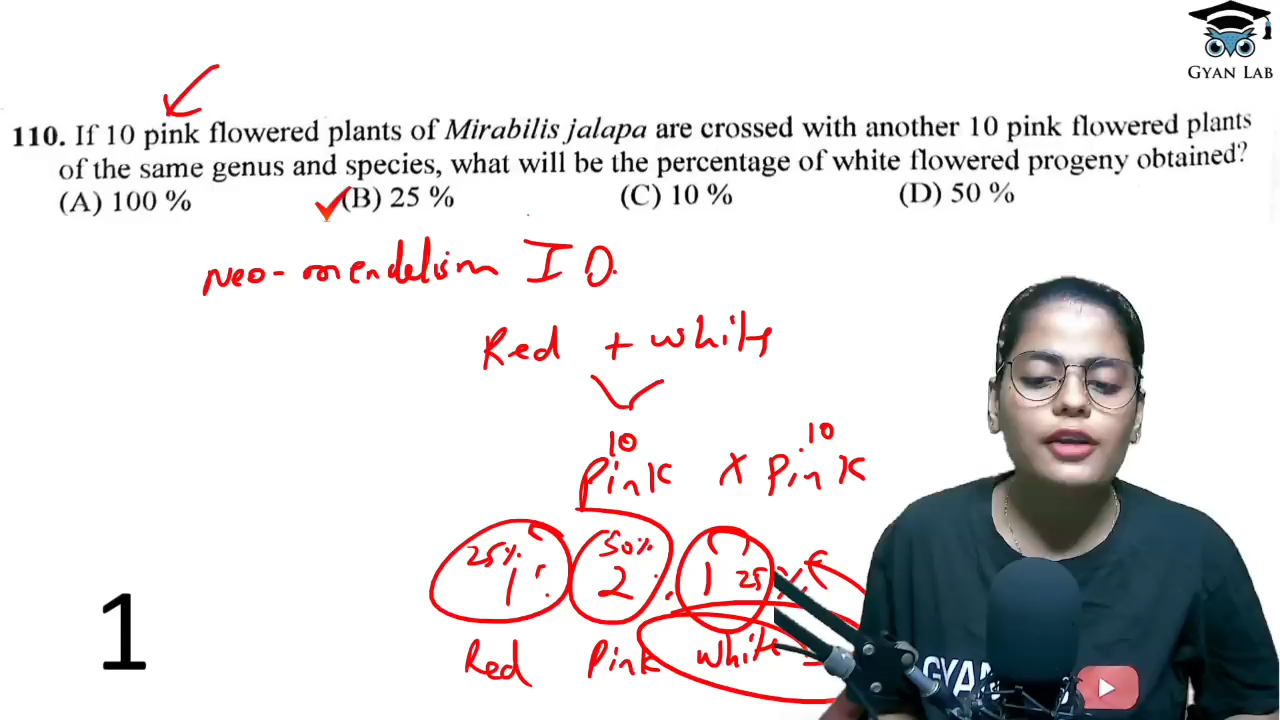 GYAN LAB
110. If 10 pink flowered plants of Mirabilis jalapa are crossed with another 10 pink flowered plants
of the same genus and species, what will be the percentage of white flowered progeny obtained?
(A) 100 % (B) 25 % (C) 10 % (D) 50 %
Neo-mendelism I D.
Red + white
10 10
Pink X Pink
25% 50%
1 : 2 : 1 25 %
Red Pink white
1
GYAN